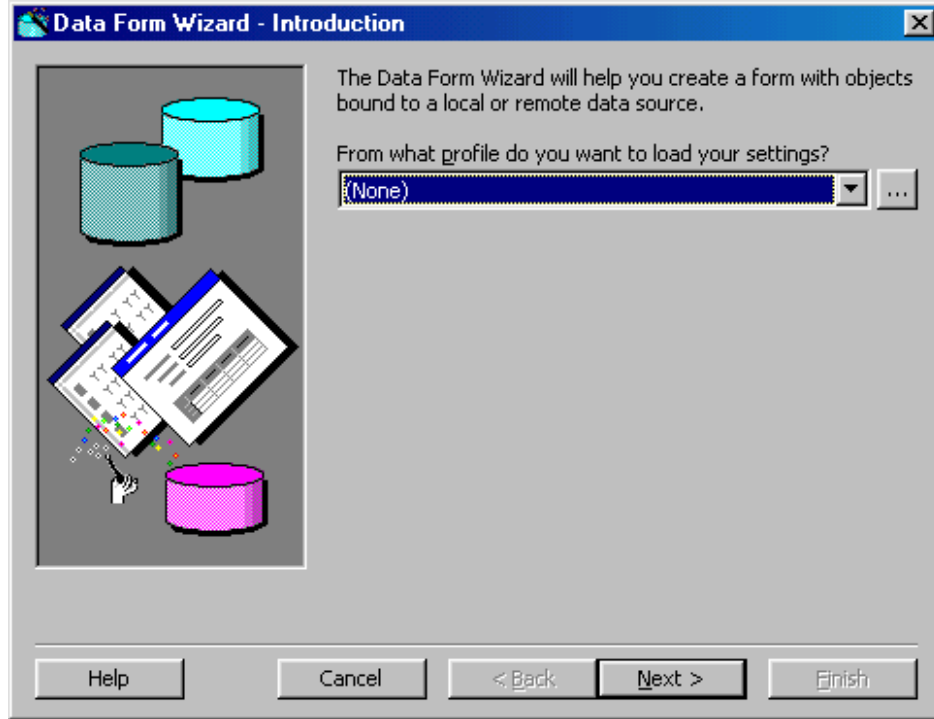 Data Form Wizard - Introduction
The Data Form Wizard will help you create a form with objects
bound to a local or remote data source.
From what profile do you want to load your settings?
(None)
...
Help
Cancel
< Back
Next >
Finish